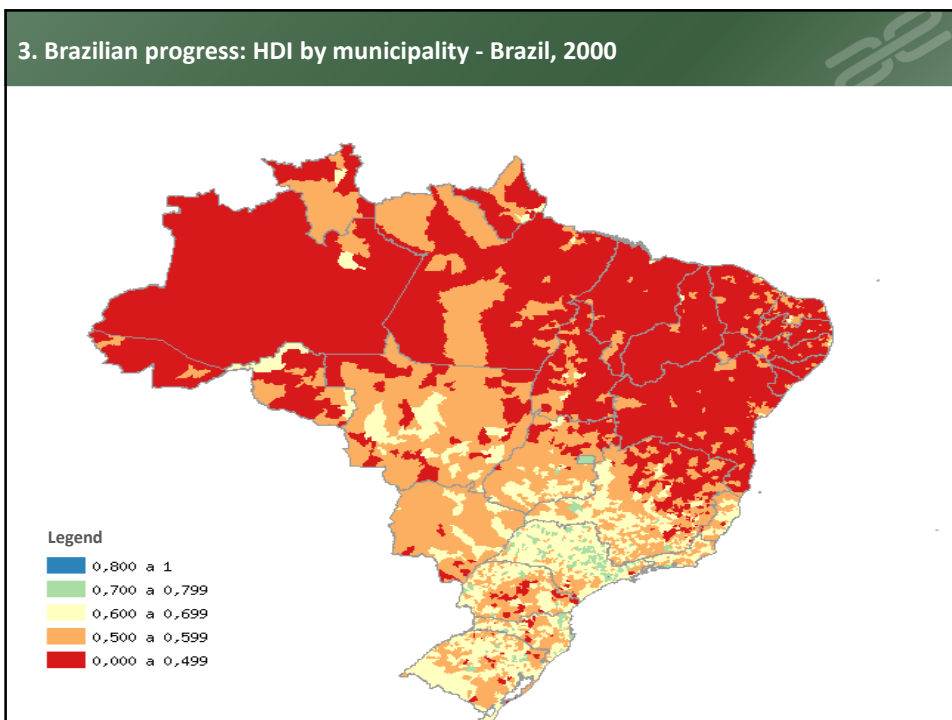 3. Brazilian progress: HDI by municipality - Brazil, 2000
Legend
0,800 a 1
0,700 a 0,799
0,600 a 0,699
0,500 a 0,599
0,000 a 0,499